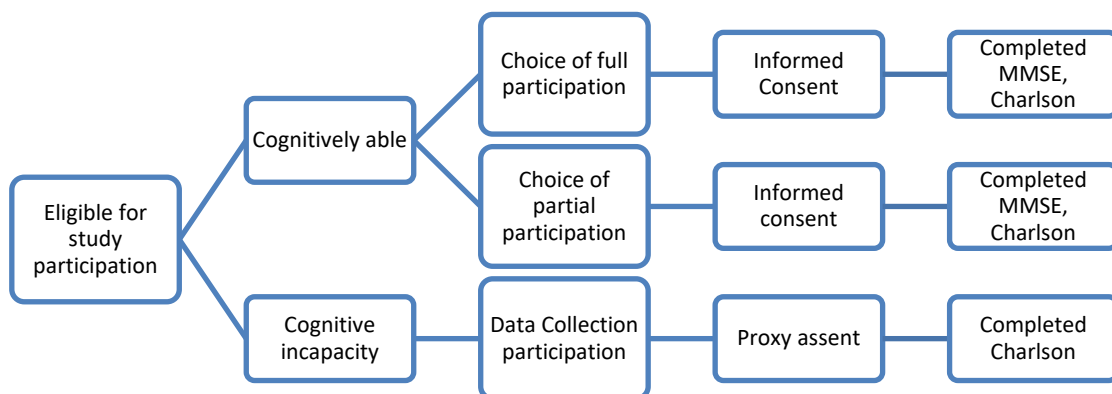 Eligible for
study
participation
Cognitively able
Choice of full
participation
Informed
Consent
Completed
MMSE,
Charlson
Choice of
partial
participation
Informed
consent
Completed
MMSE,
Charlson
Cognitive
incapacity
Data Collection
participation
Proxy assent
Completed
Charlson